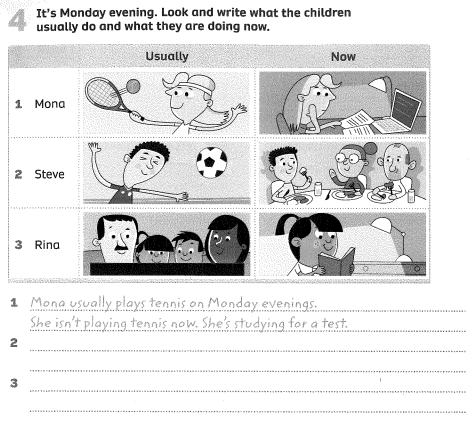 4 It's Monday evening. Look and write what the children
usually do and what they are doing now.
Usually Now
1 Mona
2 Steve
3 Rina
1 Mona usually plays tennis on Monday evenings.
She isn't playing tennis now. She's studying for a test.
2
3